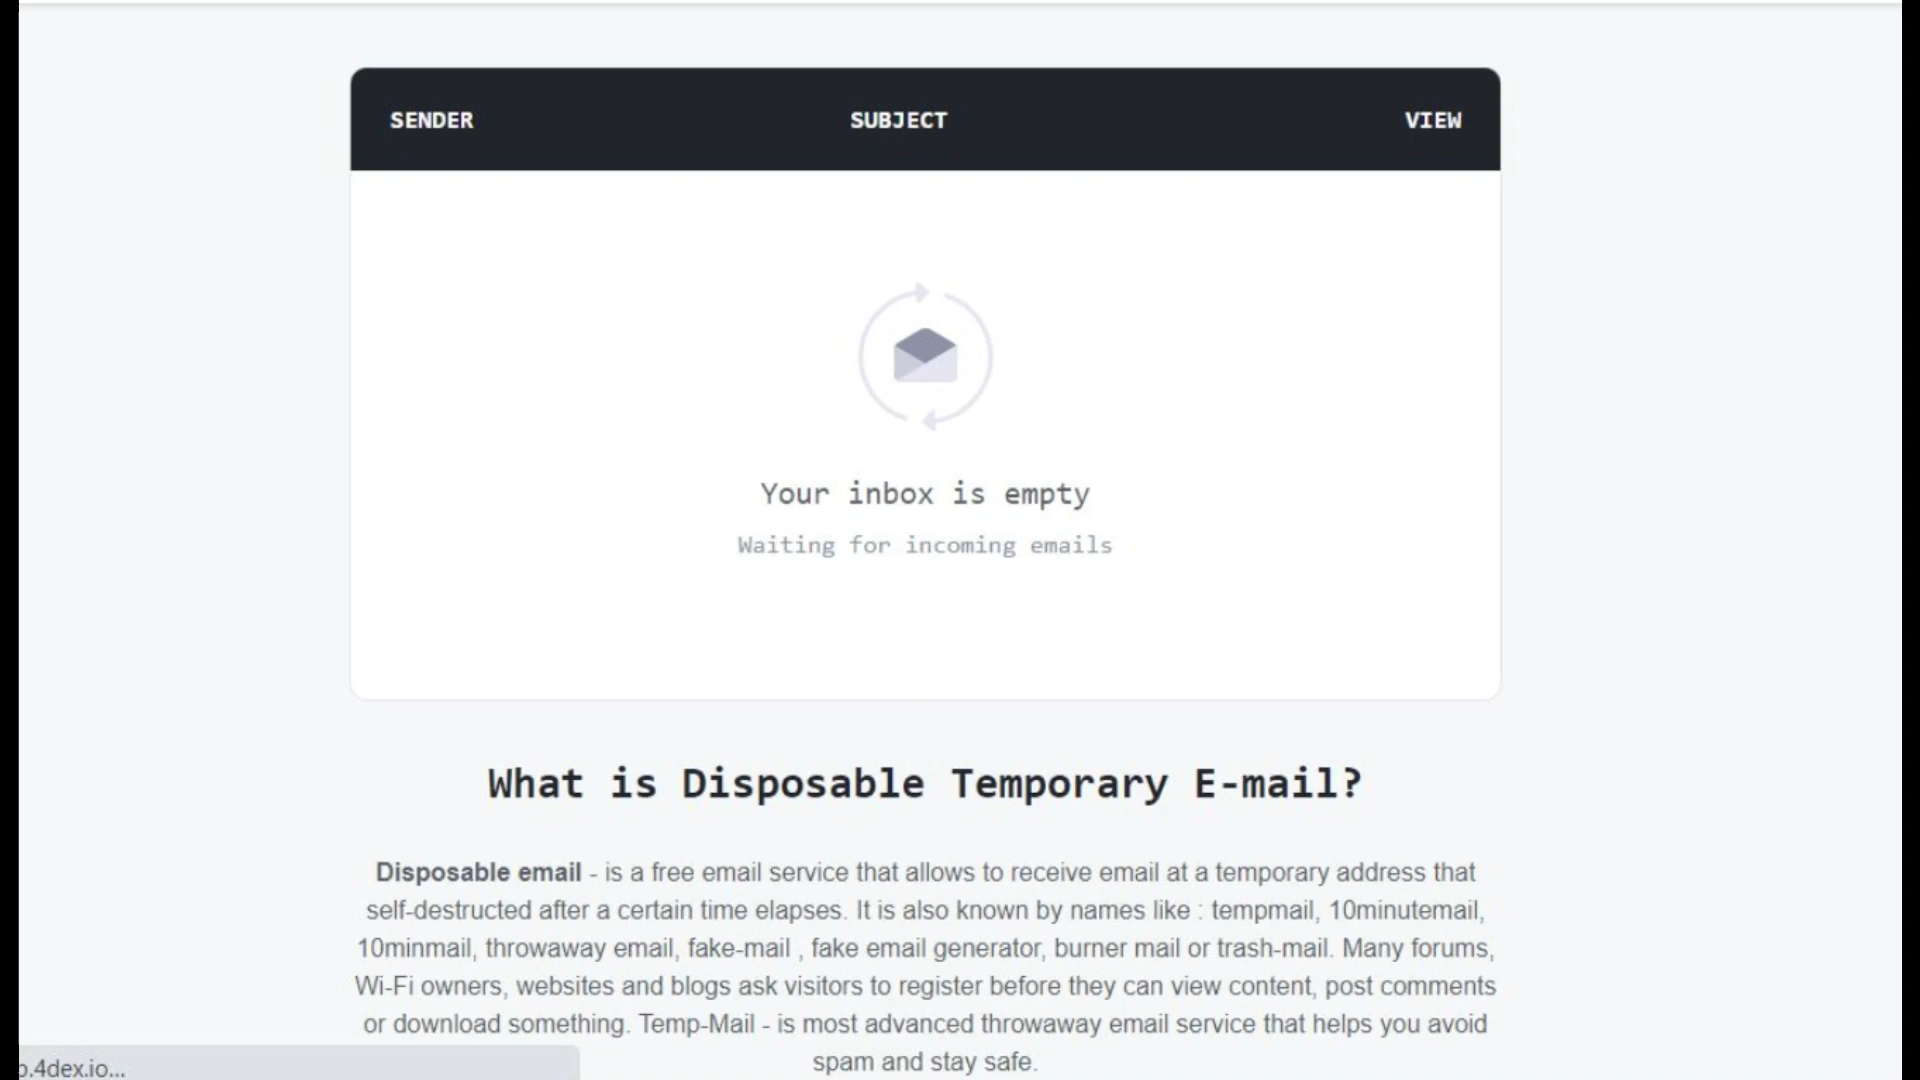 SENDER SUBJECT VIEW
Your inbox is empty
Waiting for incoming emails
What is Disposable Temporary E-mail?
Disposable email - is a free email service that allows to receive email at a temporary address that
self-destructed after a certain time elapses. It is also known by names like : tempmail, 10minutemail,
10minmail, throwaway email, fake-mail , fake email generator, burner mail or trash-mail. Many forums,
Wi-Fi owners, websites and blogs ask visitors to register before they can view content, post comments
or download something. Temp-Mail - is most advanced throwaway email service that helps you avoid
spam and stay safe.
.4dex.io...